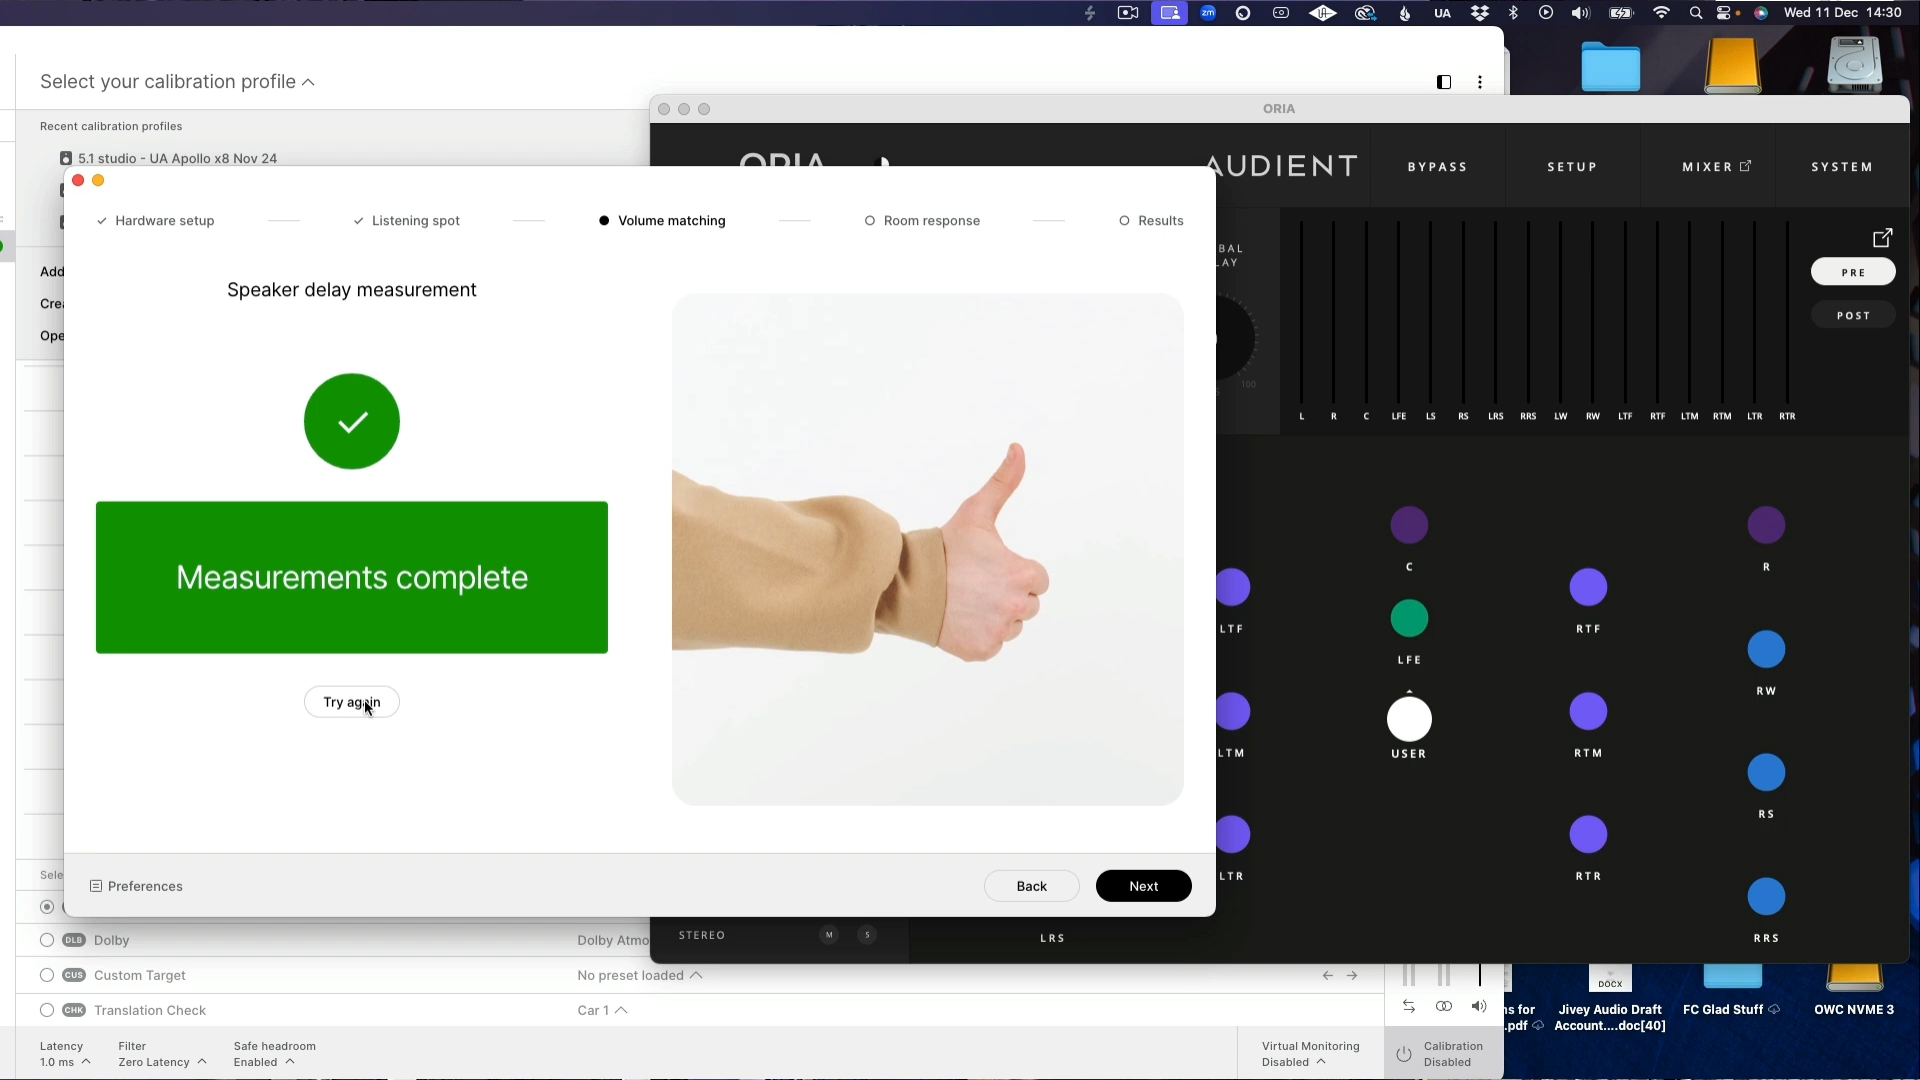 zm
UA
Wed 11 Dec 14:30
Select your calibration profile
Recent calibration profiles
5.1 studio - UA Apollo x8 Nov 24
ORIA
ORIA
AUDIENT
BYPASS
SETUP
MIXER
SYSTEM
Hardware setup
Listening spot
Volume matching
Room response
Results
Speaker delay measurement
Measurements complete
Try again
Preferences
Back
Next
PRE
POST
100
L R C LFE LS RS LRS RRS LW RW LTF RTF LTM RTM LTR RTR
C
R
LTF
RTF
LFE
RW
LTM
USER
RTM
RS
LTR
RTR
RRS
STEREO
M
S
LRS
DLB Dolby
CUS Custom Target
No preset loaded
CHK Translation Check
Car 1
Latency
1.0 ms
Filter
Zero Latency
Safe headroom
Enabled
Virtual Monitoring
Disabled
Calibration
Disabled
DOCX
Jivey Audio Draft
Account....doc[40]
FC Glad Stuff
OWC NVME 3